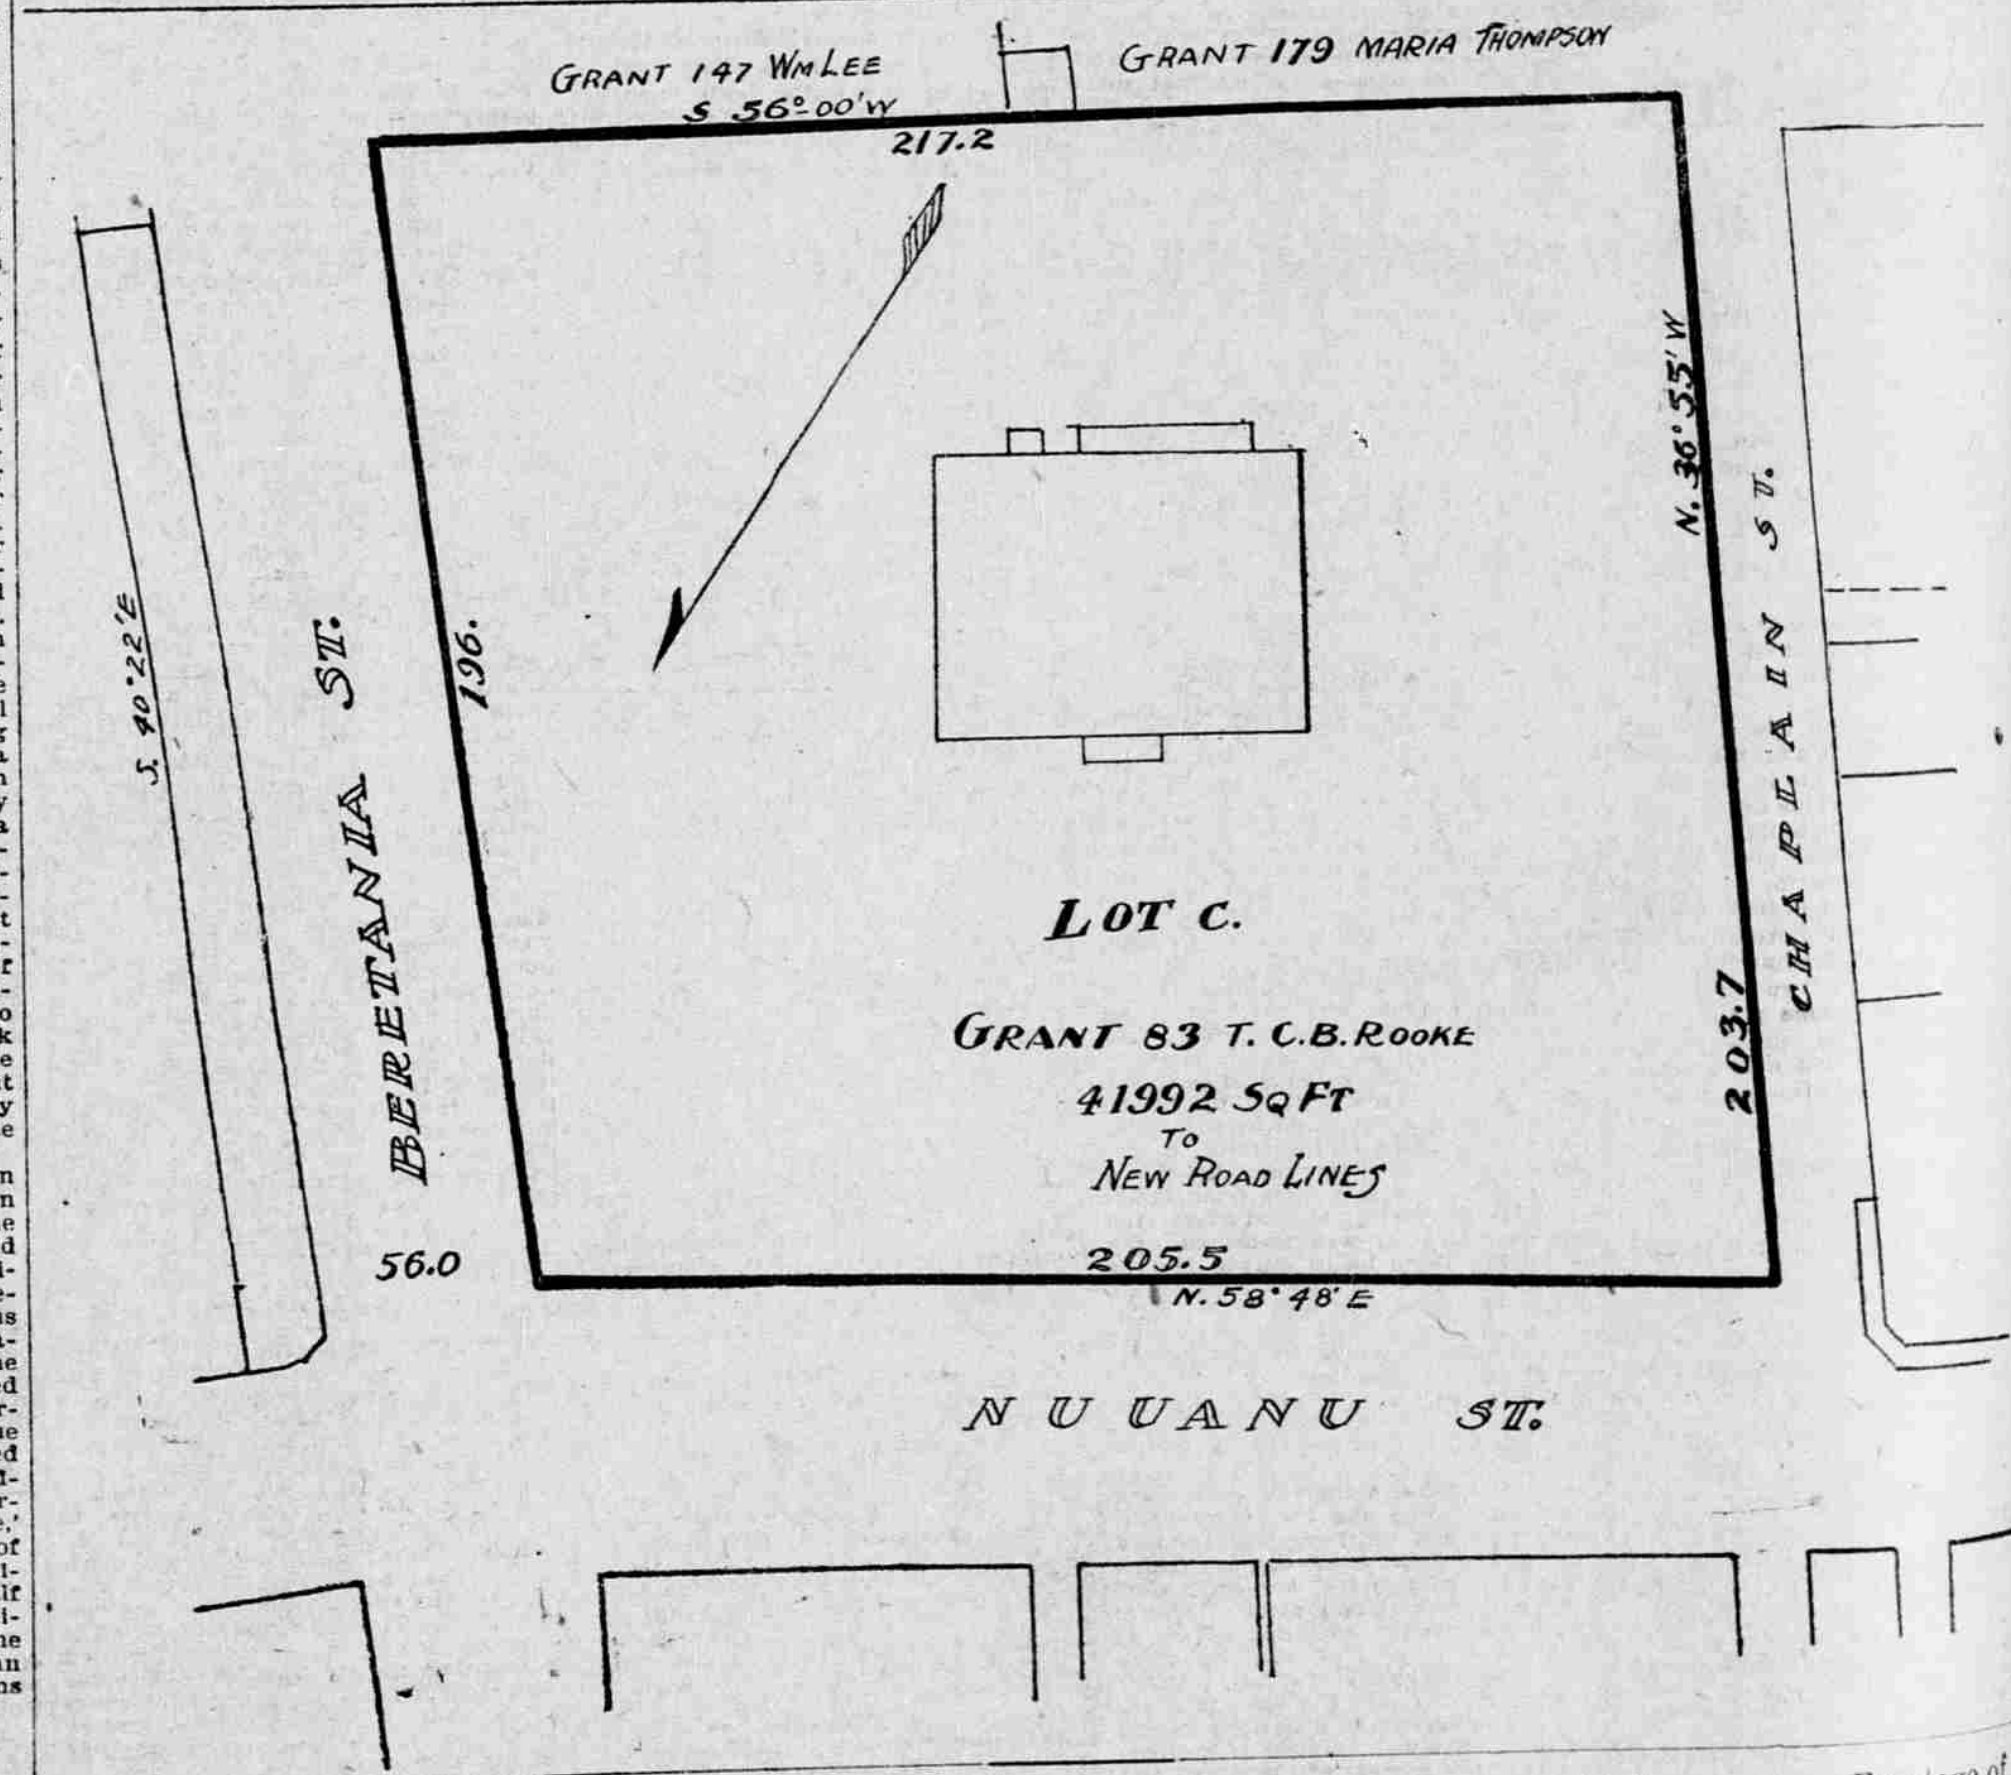 GRANT 147 WM LEE
S 56°-00'W
GRANT 179 MARIA THOMPSON
217.2
N. 36° 55' W
S. 40° 22' E
BERETANIA ST.
196.
CHAPLAIN ST.
LOT C.
GRANT 83 T. C. B. ROOKE
41992 SQ FT
TO
NEW ROAD LINES
203.7
56.0
205.5
N. 58° 48' E
NUUANU ST.